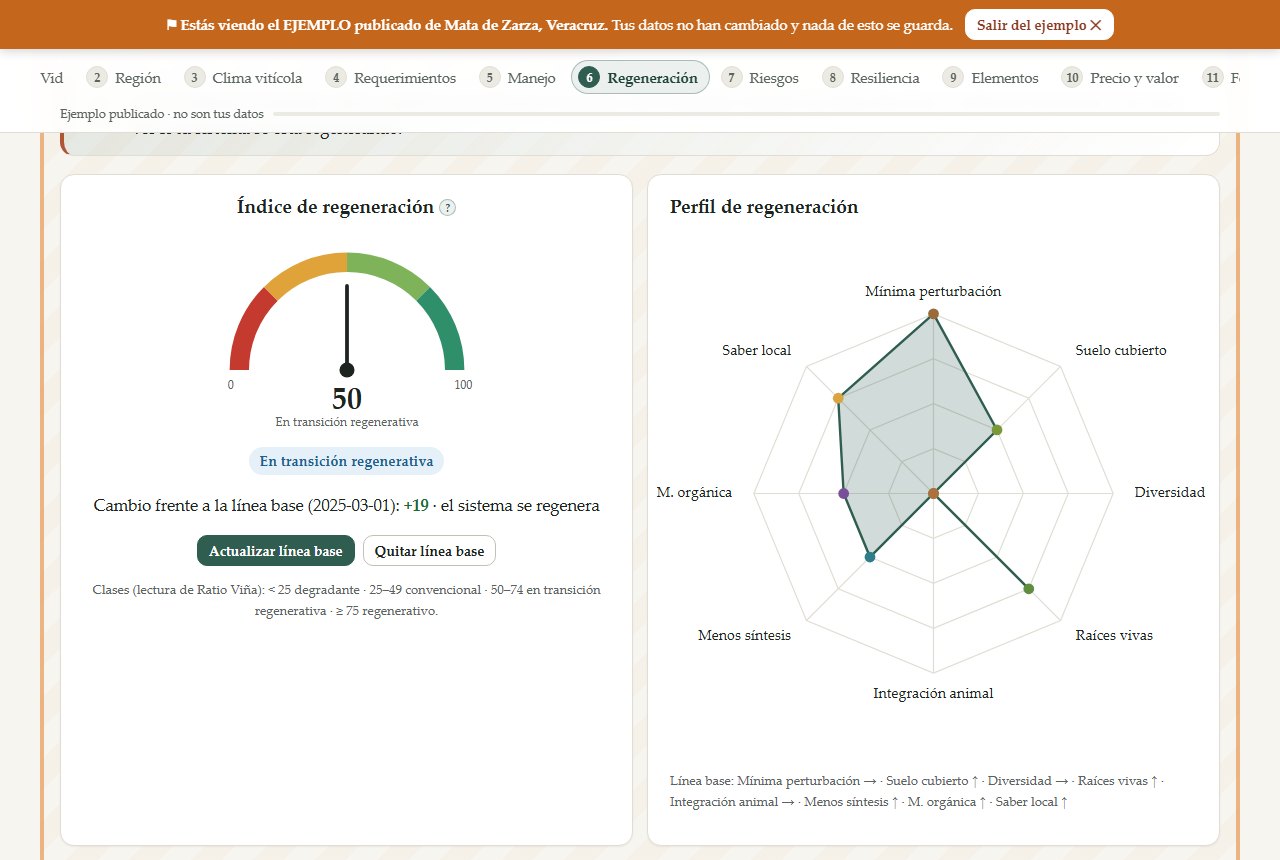 ⚑ Estás viendo el EJEMPLO publicado de Mata de Zarza, Veracruz. Tus datos no han cambiado y nada de esto se guarda. Salir del ejemplo ✕
Vid 2 Región 3 Clima vitícola 4 Requerimientos 5 Manejo 6 Regeneración 7 Riesgos 8 Resiliencia 9 Elementos 10 Precio y valor 11
Ejemplo publicado · no son tus datos
Índice de regeneración ?
0
100
50
En transición regenerativa
En transición regenerativa
Cambio frente a la línea base (2025-03-01): +19 · el sistema se regenera
Actualizar línea base
Quitar línea base
Clases (lectura de Ratio Viña): < 25 degradante · 25–49 convencional · 50–74 en transición
regenerativa · ≥ 75 regenerativo.
Perfil de regeneración
Mínima perturbación
Saber local
Suelo cubierto
M. orgánica
Diversidad
Menos síntesis
Raíces vivas
Integración animal
Línea base: Mínima perturbación → · Suelo cubierto ↑ · Diversidad → · Raíces vivas ↑ ·
Integración animal → · Menos síntesis ↑ · M. orgánica ↑ · Saber local ↑